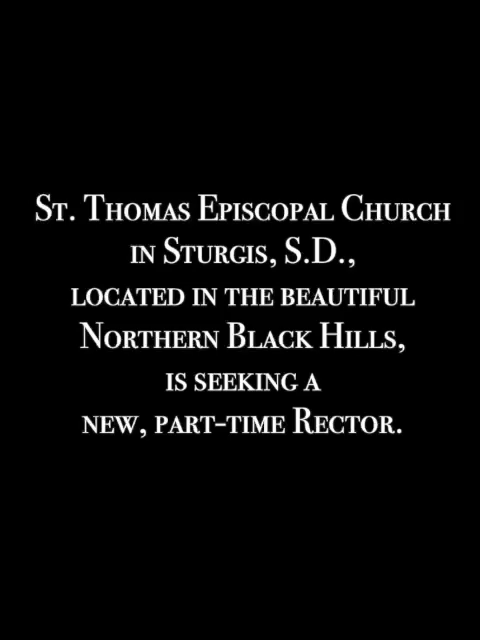 St. Thomas Episcopal Church
in Sturgis, S.D.,
located in the beautiful
Northern Black Hills,
is seeking a
new, part-time Rector.